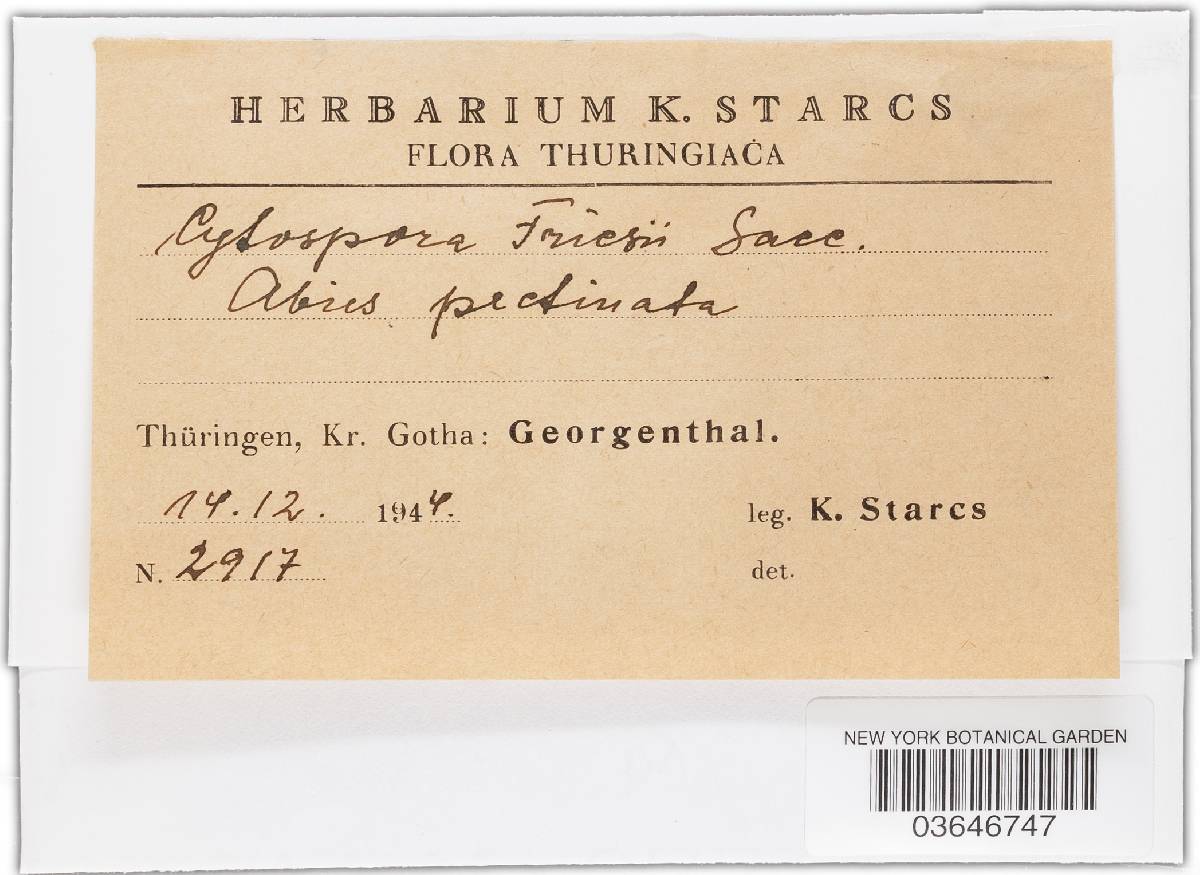 HERBARIUM K. STARCS
FLORA THURINGIACA
Cytospora Friesii Sacc.
Abies pectinata
Thüringen, Kr. Gotha: Georgenthal.
14.12. 1944. leg. K. Starcs
N. 2917 det.
NEW YORK BOTANICAL GARDEN
03646747